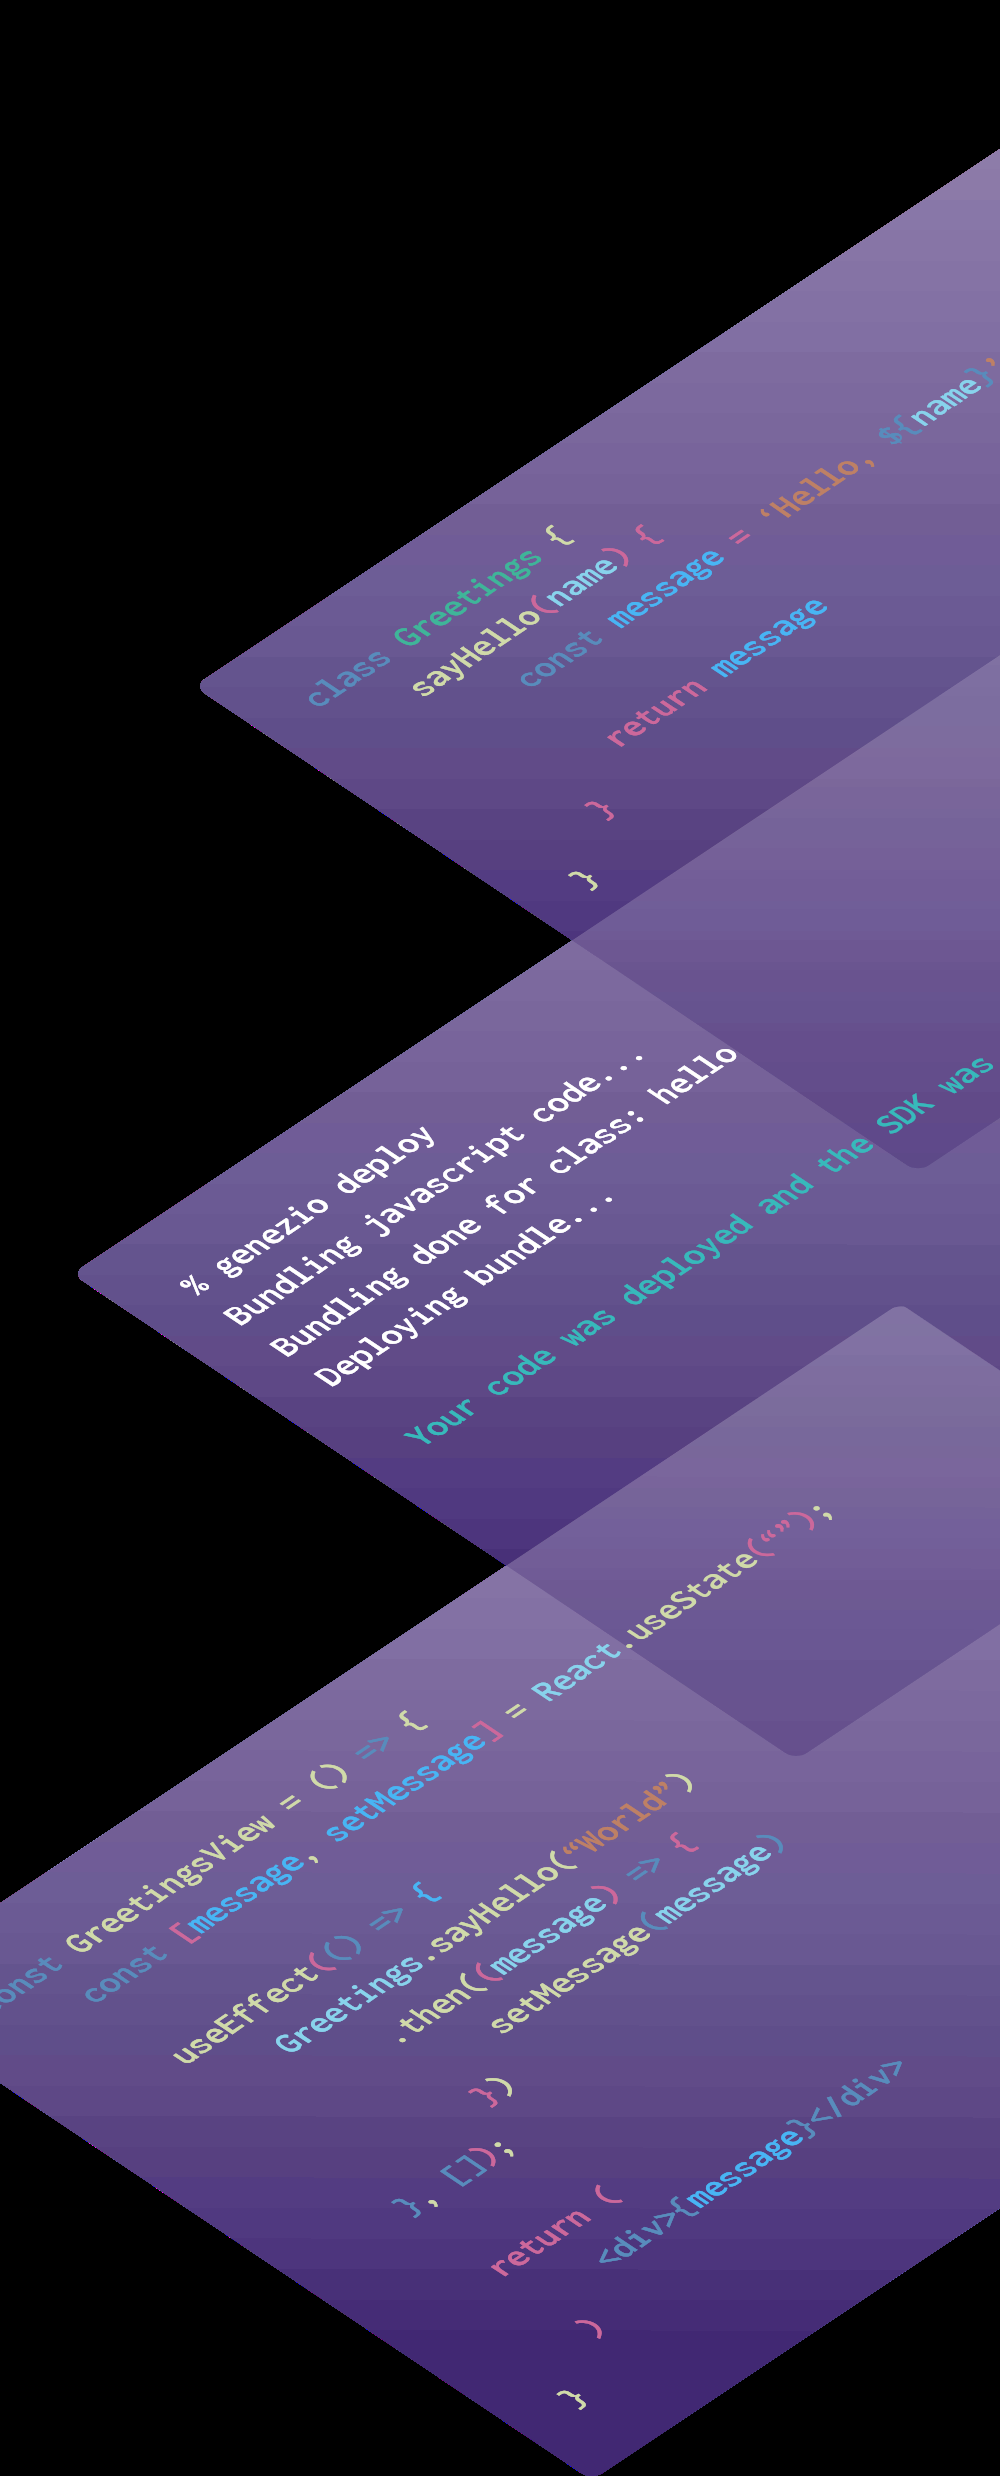 class Greetings {
sayHello(name) {
const message = ‘Hello, ${name}’
return message
}
}
% genezio deploy
Bundling javascript code...
Bundling done for class: hello
Deploying bundle...
Your code was deployed and the SDK was
const GreetingsView = () => {
const [message, setMessage] = React.useState(“”);
useEffect(() => {
Greetings.sayHello(“World”)
.then((message) => {
setMessage(message)
})
}, []);
return (
<div>{message}</div>
)
}